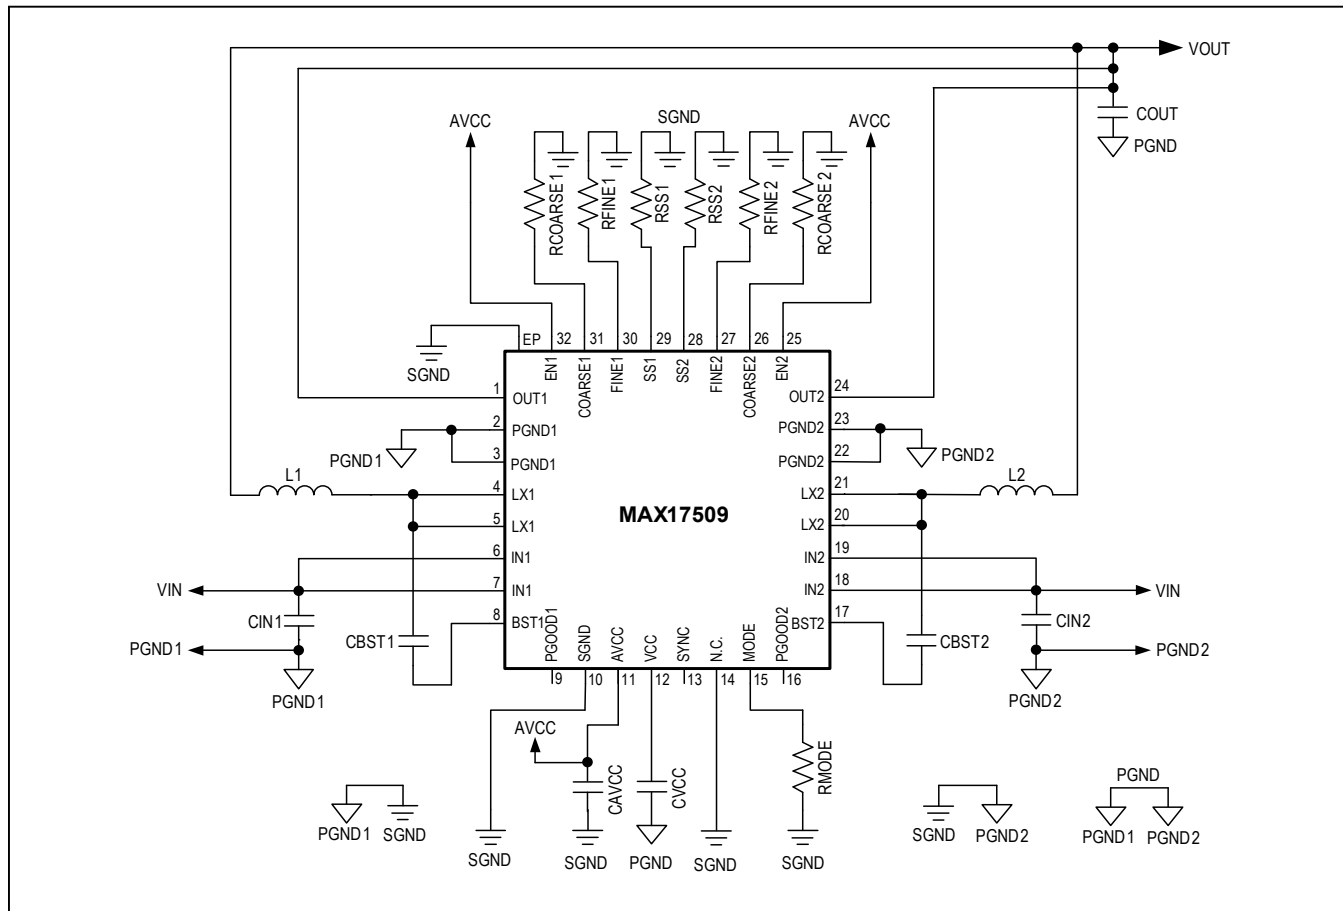 VOUT
COUT
PGND
AVCC
SGND
AVCC
RCOARSE1
RFINE1
RSS1
RSS2
RFINE2
RCOARSE2
SGND
EP 32 31 30 29 28 27 26 25
EN1 COARSE1 FINE1 SS1 SS2 FINE2 COARSE2 EN2
1 OUT1
2 PGND1
3 PGND1
4 LX1
5 LX1
6 IN1
7 IN1
8 BST1
PGND1
L1
VIN
CIN1
PGND1
PGND1
CBST1
MAX17509
OUT2 24
PGND2 23
PGND2 22
LX2 21
LX2 20
IN2 19
IN2 18
BST2 17
PGND2
L2
VIN
CIN2
PGND2
PGND2
CBST2
PGOOD1 SGND AVCC VCC SYNC N.C. MODE PGOOD2
9 10 11 12 13 14 15 16
AVCC
CAVCC
CVCC
RMODE
PGND1
SGND
SGND
SGND
PGND
SGND
SGND
SGND
PGND2
PGND
PGND1
PGND2